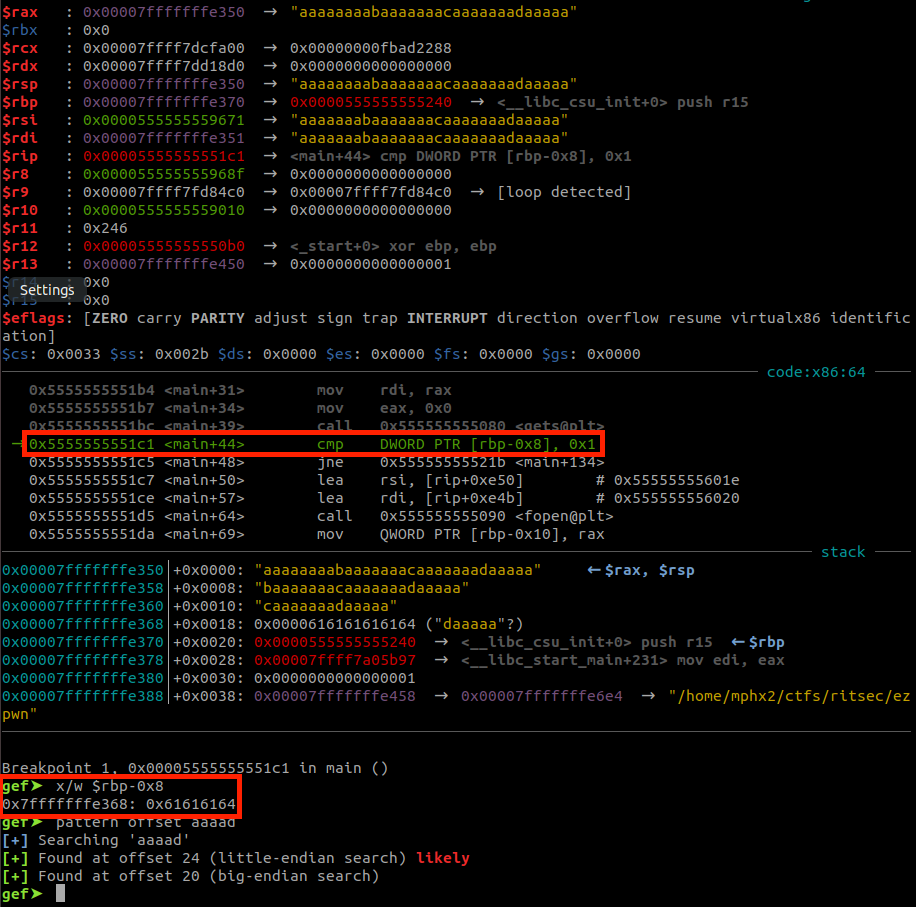 $rax   : 0x00007fffffffe350  →  "aaaaaaaabaaaaaaacaaaaaaadaaaaa"
$rbx   : 0x0
$rcx   : 0x00007ffff7dcfa00  →  0x00000000fbad2288
$rdx   : 0x00007ffff7dd18d0  →  0x0000000000000000
$rsp   : 0x00007fffffffe350  →  "aaaaaaaabaaaaaaacaaaaaaadaaaaa"
$rbp   : 0x00007fffffffe370  →  0x0000555555555240  →  <__libc_csu_init+0> push r15
$rsi   : 0x0000555555559671  →  "aaaaaaabaaaaaaacaaaaaaadaaaaa"
$rdi   : 0x00007fffffffe351  →  "aaaaaaabaaaaaaacaaaaaaadaaaaa"
$rip   : 0x00005555555551c1  →  <main+44> cmp DWORD PTR [rbp-0x8], 0x1
$r8    : 0x000055555555968f  →  0x0000000000000000
$r9    : 0x00007ffff7fd84c0  →  0x00007ffff7fd84c0  →  [loop detected]
$r10   : 0x0000555555559010  →  0x0000000000000000
$r11   : 0x246
$r12   : 0x00005555555550b0  →  <_start+0> xor ebp, ebp
$r13   : 0x00007fffffffe450  →  0x0000000000000001
: 0x0
Settings
: 0x0
$eflags: [ZERO carry PARITY adjust sign trap INTERRUPT direction overflow resume virtualx86 identific
ation]
$cs: 0x0033 $ss: 0x002b $ds: 0x0000 $es: 0x0000 $fs: 0x0000 $gs: 0x0000
code:x86:64
0x5555555551b4 <main+31>        mov    rdi, rax
0x5555555551b7 <main+34>        mov    eax, 0x0
0x5555555551bc <main+39>        call   0x555555555080 <gets@plt>
→0x5555555551c1 <main+44>        cmp    DWORD PTR [rbp-0x8], 0x1
0x5555555551c5 <main+48>        jne    0x55555555521b <main+134>
0x5555555551c7 <main+50>        lea    rsi, [rip+0xe50]        # 0x55555555601e
0x5555555551ce <main+57>        lea    rdi, [rip+0xe4b]        # 0x555555556020
0x5555555551d5 <main+64>        call   0x555555555090 <fopen@plt>
0x5555555551da <main+69>        mov    QWORD PTR [rbp-0x10], rax
stack
0x00007fffffffe350│+0x0000: "aaaaaaaabaaaaaaacaaaaaaadaaaaa"     ←$rax, $rsp
0x00007fffffffe358│+0x0008: "baaaaaaacaaaaaaadaaaaa"
0x00007fffffffe360│+0x0010: "caaaaaaadaaaaa"
0x00007fffffffe368│+0x0018: 0x0000616161616164 ("daaaaa"?)
0x00007fffffffe370│+0x0020: 0x0000555555555240  →  <__libc_csu_init+0> push r15  ←$rbp
0x00007fffffffe378│+0x0028: 0x00007ffff7a05b97  →  <__libc_start_main+231> mov edi, eax
0x00007fffffffe380│+0x0030: 0x0000000000000001
0x00007fffffffe388│+0x0038: 0x00007fffffffe458  →  0x00007fffffffe6e4  →  "/home/mphx2/ctfs/ritsec/ez
pwn"
Breakpoint 1, 0x00005555555551c1 in main ()
gef➤  x/w $rbp-0x8
0x7fffffffe368: 0x61616164
gef➤  pattern offset aaaad
[+] Searching 'aaaad'
[+] Found at offset 24 (little-endian search) likely
[+] Found at offset 20 (big-endian search)
gef➤